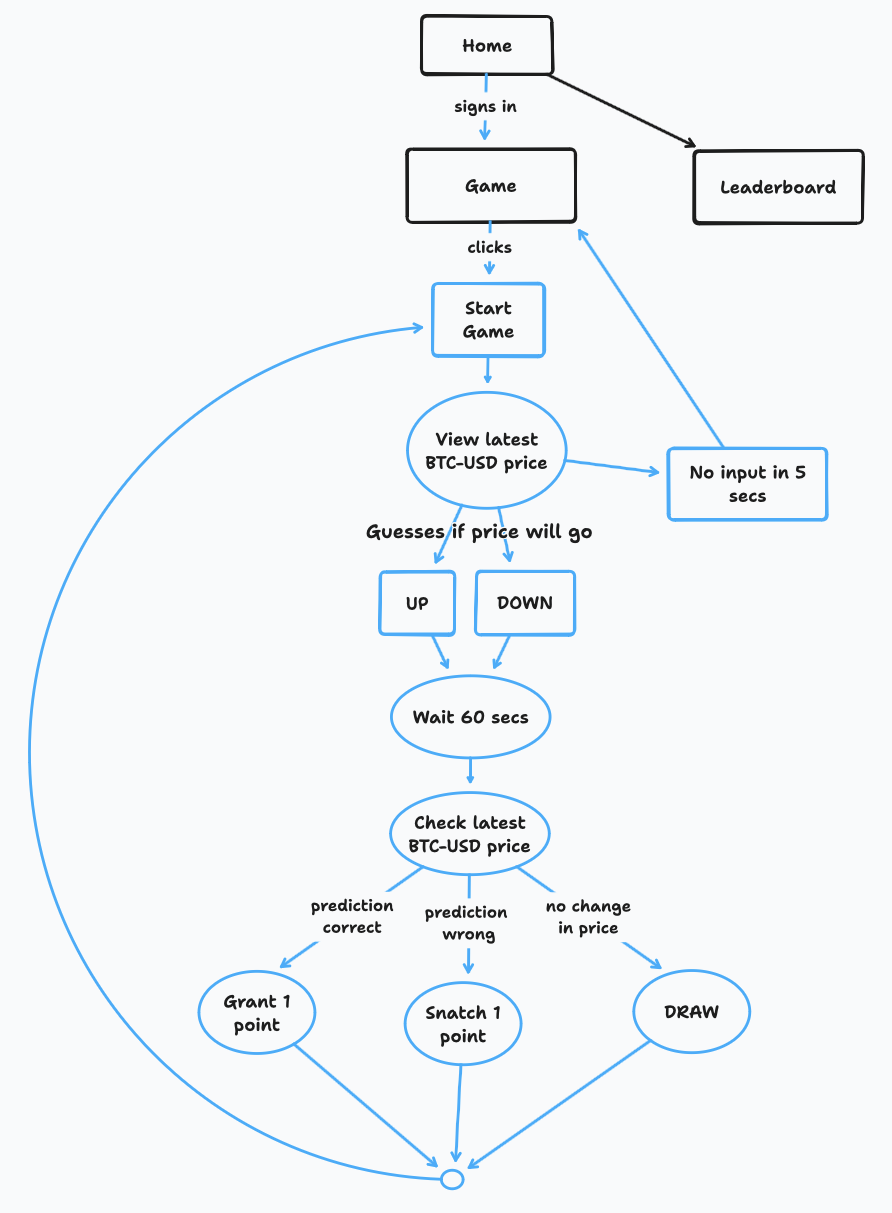 Home
signs in
Game
Leaderboard
clicks
Start
Game
View latest
BTC-USD price
No input in 5
secs
Guesses if price will go
UP
DOWN
Wait 60 secs
Check latest
BTC-USD price
prediction
correct
prediction
wrong
no change
in price
Grant 1
point
Snatch 1
point
DRAW